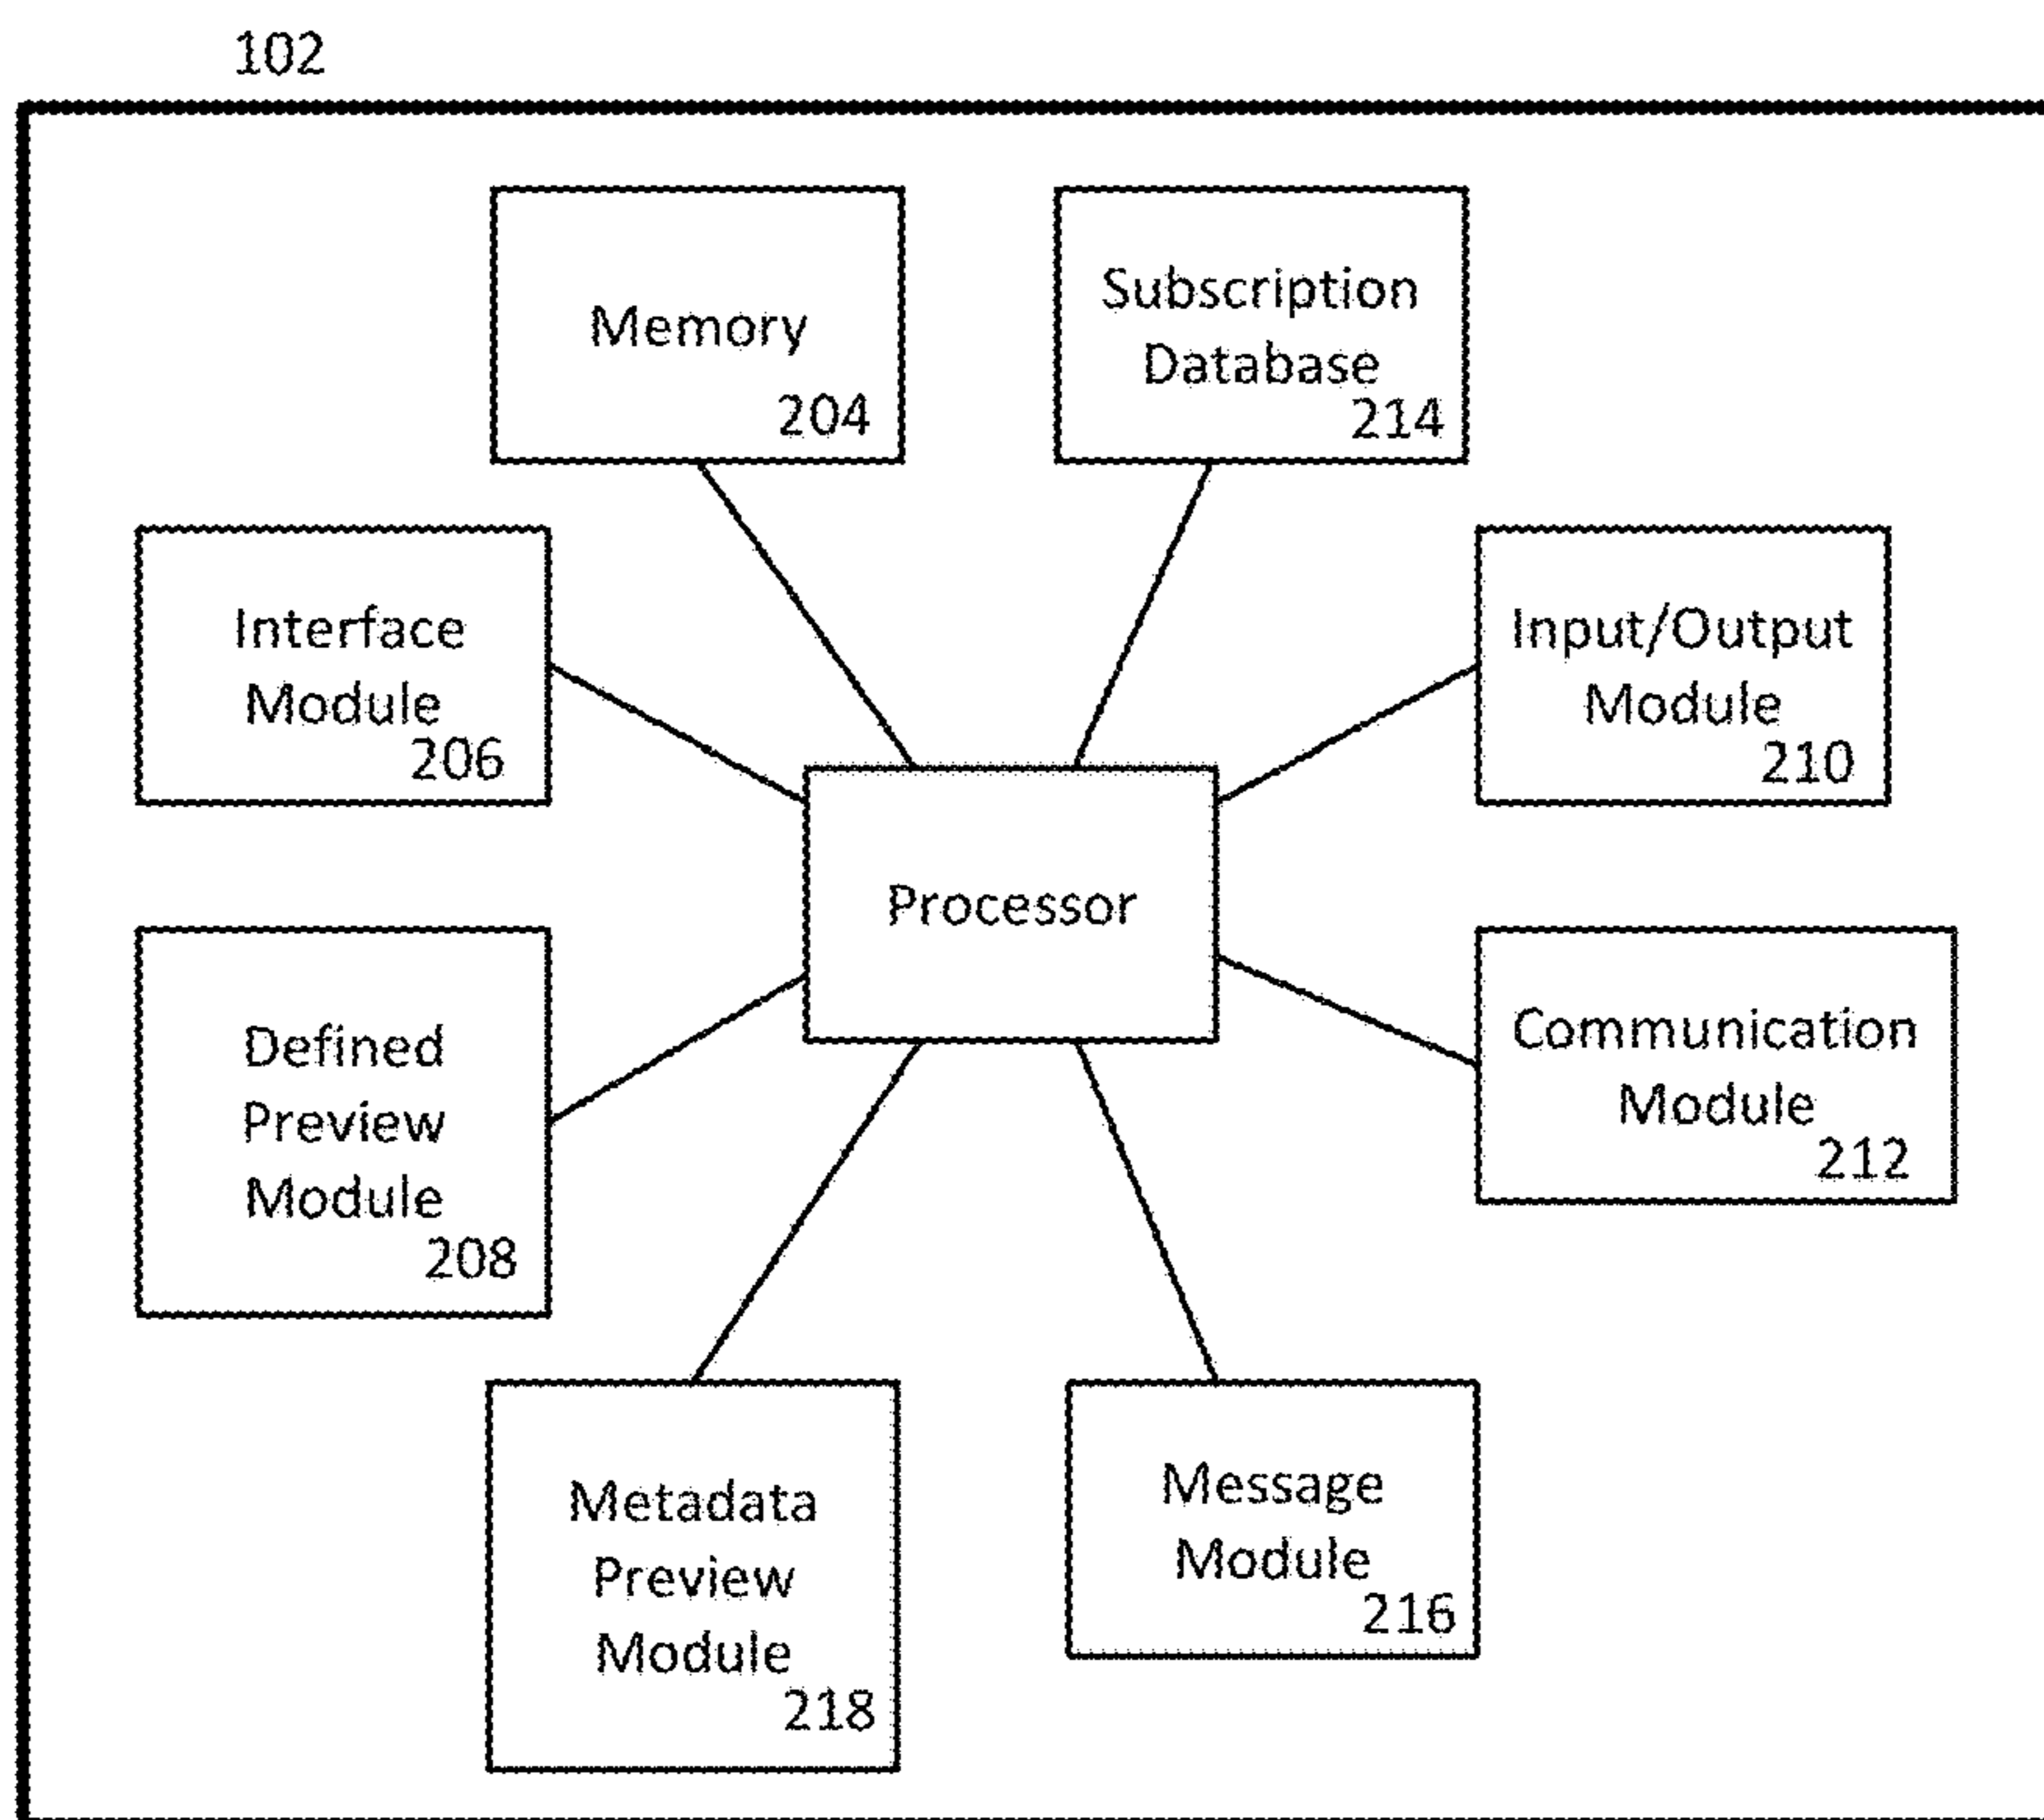 102
Memory
204
Subscription
Database
214
Interface
Module
206
Input/Output
Module
210
Processor
Defined
Preview
Module
208
Communication
Module
212
Metadata
Preview
Module
218
Message
Module
216